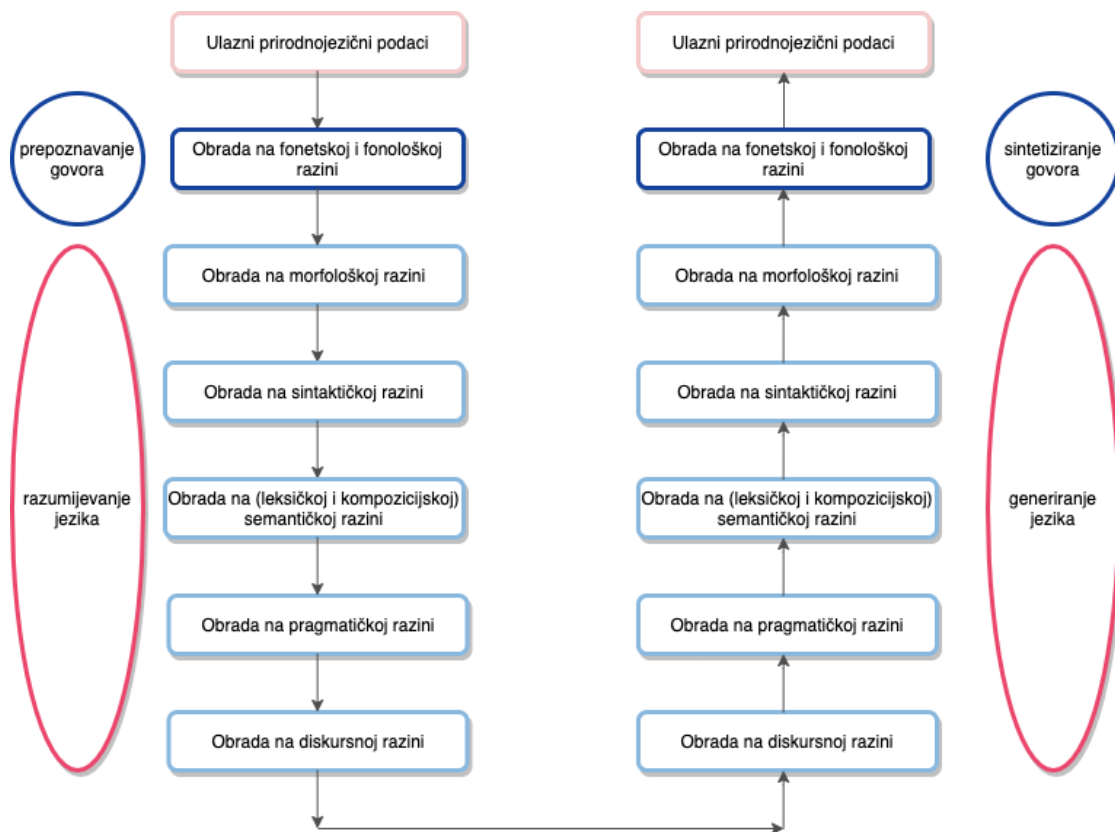 Ulazni prirodnojezični podaci
prepoznavanje
govora
Obrada na fonetskoj i fonološkoj
razini
Obrada na morfološkoj razini
Obrada na sintaktičkoj razini
razumijevanje
jezika
Obrada na (leksičkoj i kompozicijskoj)
semantičkoj razini
Obrada na pragmatičkoj razini
Obrada na diskursnoj razini
Ulazni prirodnojezični podaci
Obrada na fonetskoj i fonološkoj
razini
sintetiziranje
govora
Obrada na morfološkoj razini
Obrada na sintaktičkoj razini
Obrada na (leksičkoj i kompozicijskoj)
semantičkoj razini
generiranje
jezika
Obrada na pragmatičkoj razini
Obrada na diskursnoj razini